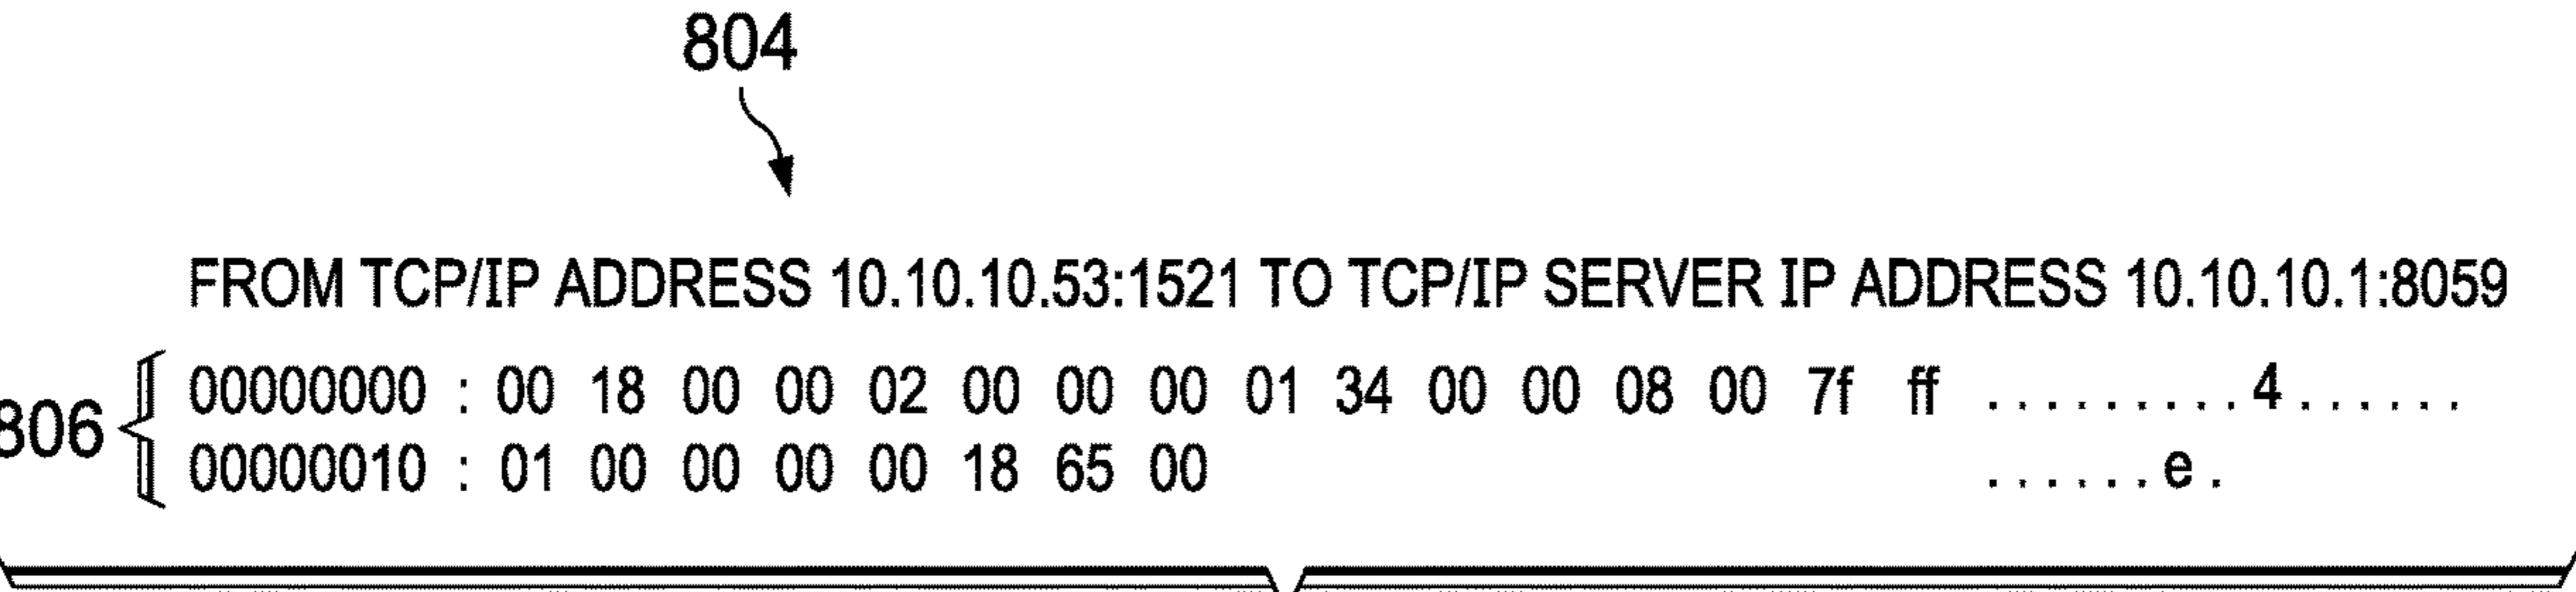 804
FROM TCP/IP ADDRESS 10.10.10.53:1521 TO TCP/IP SERVER IP ADDRESS 10.10.10.1:8059
00000000 : 00 18 00 00 02 00 00 00 01 34 00 00 08 00 7f ff .........4......
806
00000010 : 01 00 00 00 00 18 65 00 ......e.